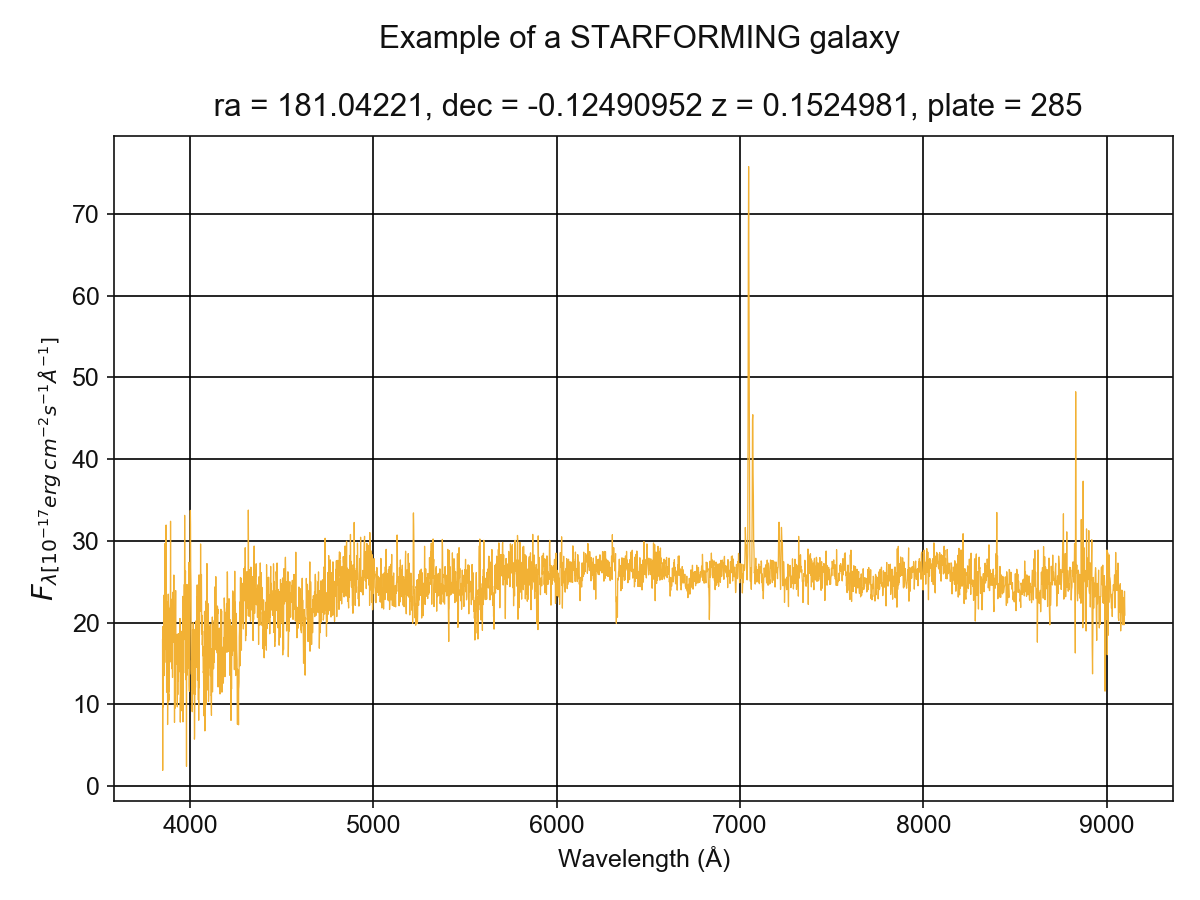 Example of a STARFORMING galaxy
ra = 181.04221, dec = -0.12490952 z = 0.1524981, plate = 285
F_{λ[10^{-17} erg cm^{-2} s^{-1} Å^{-1}]}
70
60
50
40
30
20
10
0
4000 5000 6000 7000 8000 9000
Wavelength (Å)